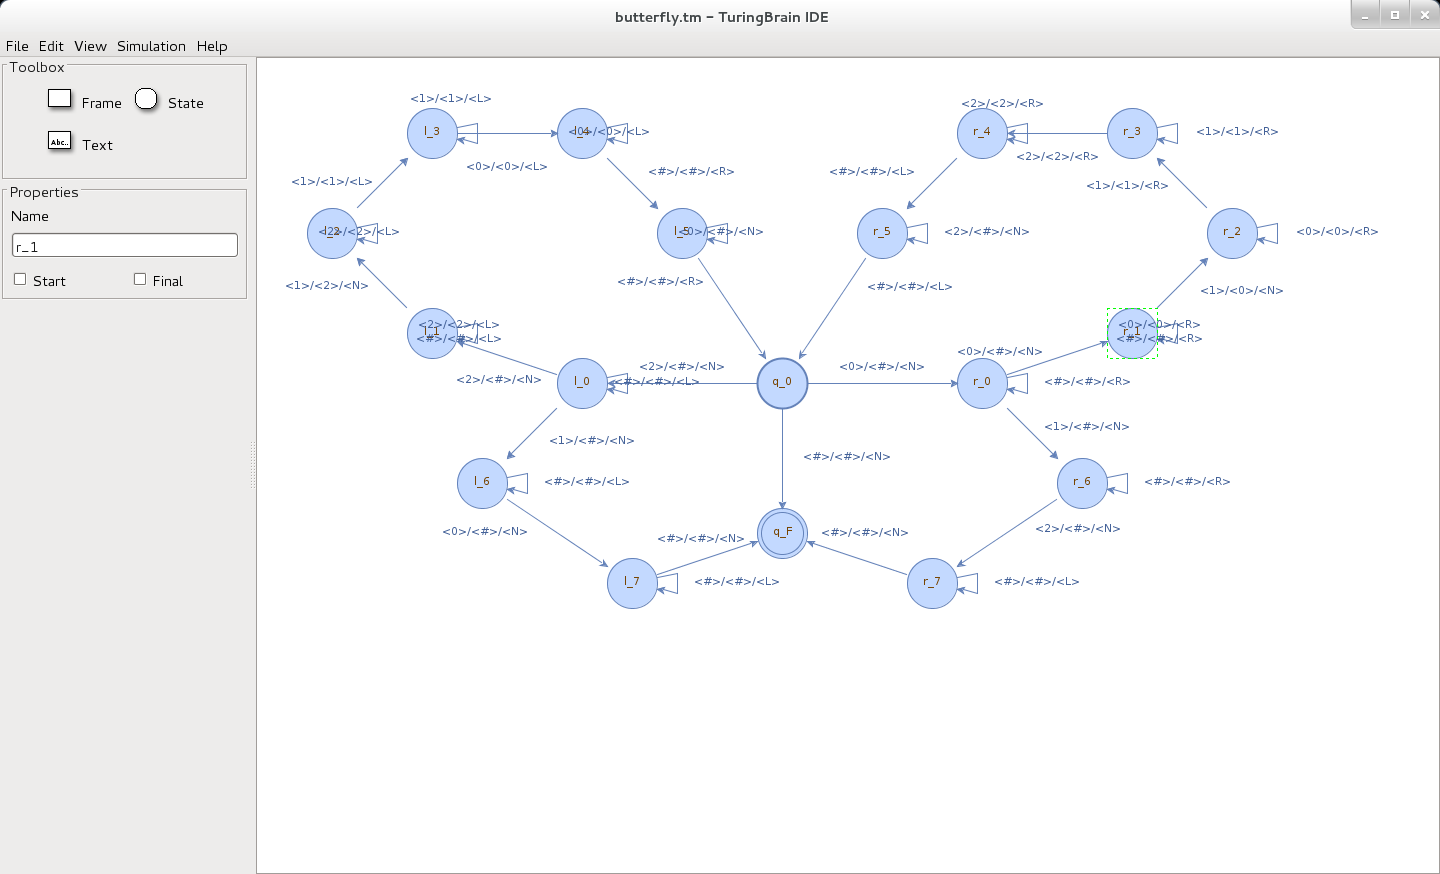 butterfly.tm - TuringBrain IDE
File Edit View Simulation Help
Toolbox
Frame State
Abc.. Text
Properties
Name
r_1
Start Final
<1>/<1>/<L>
<2>/<2>/<R>
l_3
l_4 <0>/<0>/<L>
r_4
r_3 <1>/<1>/<R>
<0>/<0>/<L>
<2>/<2>/<R>
<1>/<1>/<L>
<#>/<#>/<R>
<#>/<#>/<L>
<1>/<1>/<R>
l_2 <2>/<2>/<L>
l_5 <0>/<#>/<N>
r_5 <2>/<#>/<N>
r_2 <0>/<0>/<R>
<1>/<2>/<N>
<#>/<#>/<R>
<#>/<#>/<L>
<1>/<0>/<N>
<2>/<2>/<L>
<0>/<0>/<R>
l_1
r_1
<#>/<#>/<L>
<#>/<#>/<R>
<0>/<#>/<N>
<2>/<#>/<N>
<0>/<#>/<N>
<2>/<#>/<N>
l_0 <#>/<#>/<L>
q_0
r_0 <#>/<#>/<R>
<1>/<#>/<N>
<1>/<#>/<N>
<#>/<#>/<N>
l_6 <#>/<#>/<L>
r_6 <#>/<#>/<R>
<0>/<#>/<N>
<2>/<#>/<N>
<#>/<#>/<N>
q_F
<#>/<#>/<N>
l_7 <#>/<#>/<L>
r_7 <#>/<#>/<L>